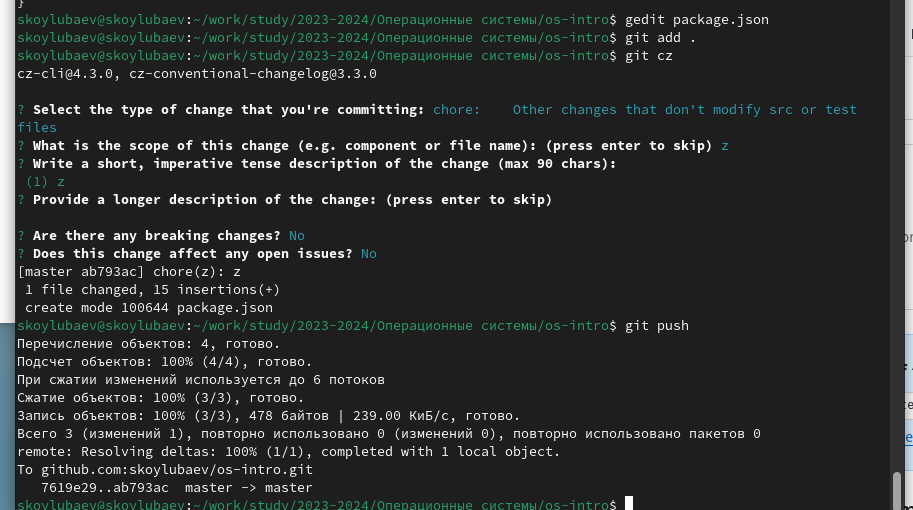 }
skoylubaev@skoylubaev:~/work/study/2023-2024/Операционные системы/os-intro$ gedit package.json
skoylubaev@skoylubaev:~/work/study/2023-2024/Операционные системы/os-intro$ git add .
skoylubaev@skoylubaev:~/work/study/2023-2024/Операционные системы/os-intro$ git cz
cz-cli@4.3.0, cz-conventional-changelog@3.3.0
? Select the type of change that you're committing: chore:    Other changes that don't modify src or test
files
? What is the scope of this change (e.g. component or file name): (press enter to skip) z
? Write a short, imperative tense description of the change (max 90 chars):
(1) z
? Provide a longer description of the change: (press enter to skip)
? Are there any breaking changes? No
? Does this change affect any open issues? No
[master ab793ac] chore(z): z
1 file changed, 15 insertions(+)
create mode 100644 package.json
skoylubaev@skoylubaev:~/work/study/2023-2024/Операционные системы/os-intro$ git push
Перечисление объектов: 4, готово.
Подсчет объектов: 100% (4/4), готово.
При сжатии изменений используется до 6 потоков
Сжатие объектов: 100% (3/3), готово.
Запись объектов: 100% (3/3), 478 байтов | 239.00 КиБ/с, готово.
Всего 3 (изменений 1), повторно использовано 0 (изменений 0), повторно использовано пакетов 0
remote: Resolving deltas: 100% (1/1), completed with 1 local object.
To github.com:skoylubaev/os-intro.git
7619e29..ab793ac  master -> master
skoylubaev@skoylubaev:~/work/study/2023-2024/Операционные системы/os-intro$